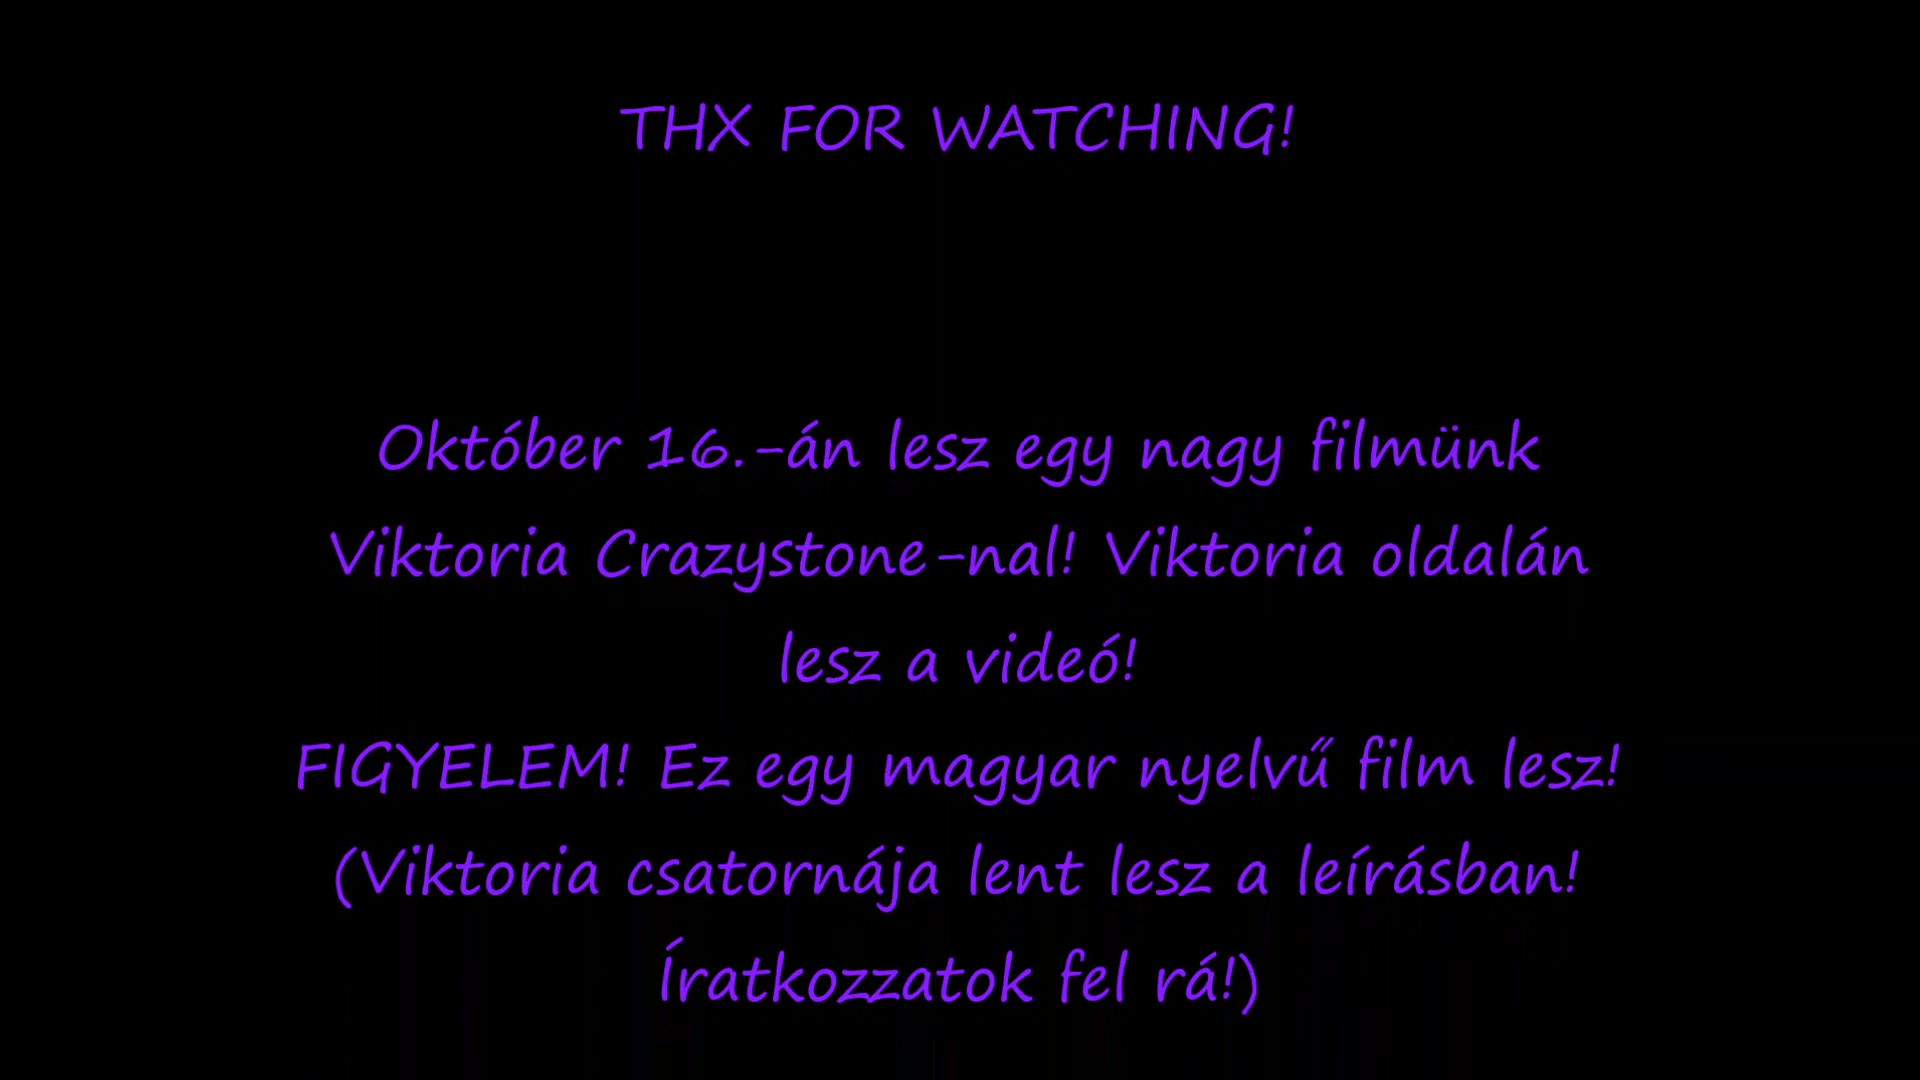 THX FOR WATCHING!
Október 16.-án lesz egy nagy filmünk
Viktoria Crazystone-nal! Viktoria oldalán
lesz a videó!
FIGYELEM! Ez egy magyar nyelvű film lesz!
(Viktoria csatornája lent lesz a leírásban!
Íratkozzatok fel rá!)